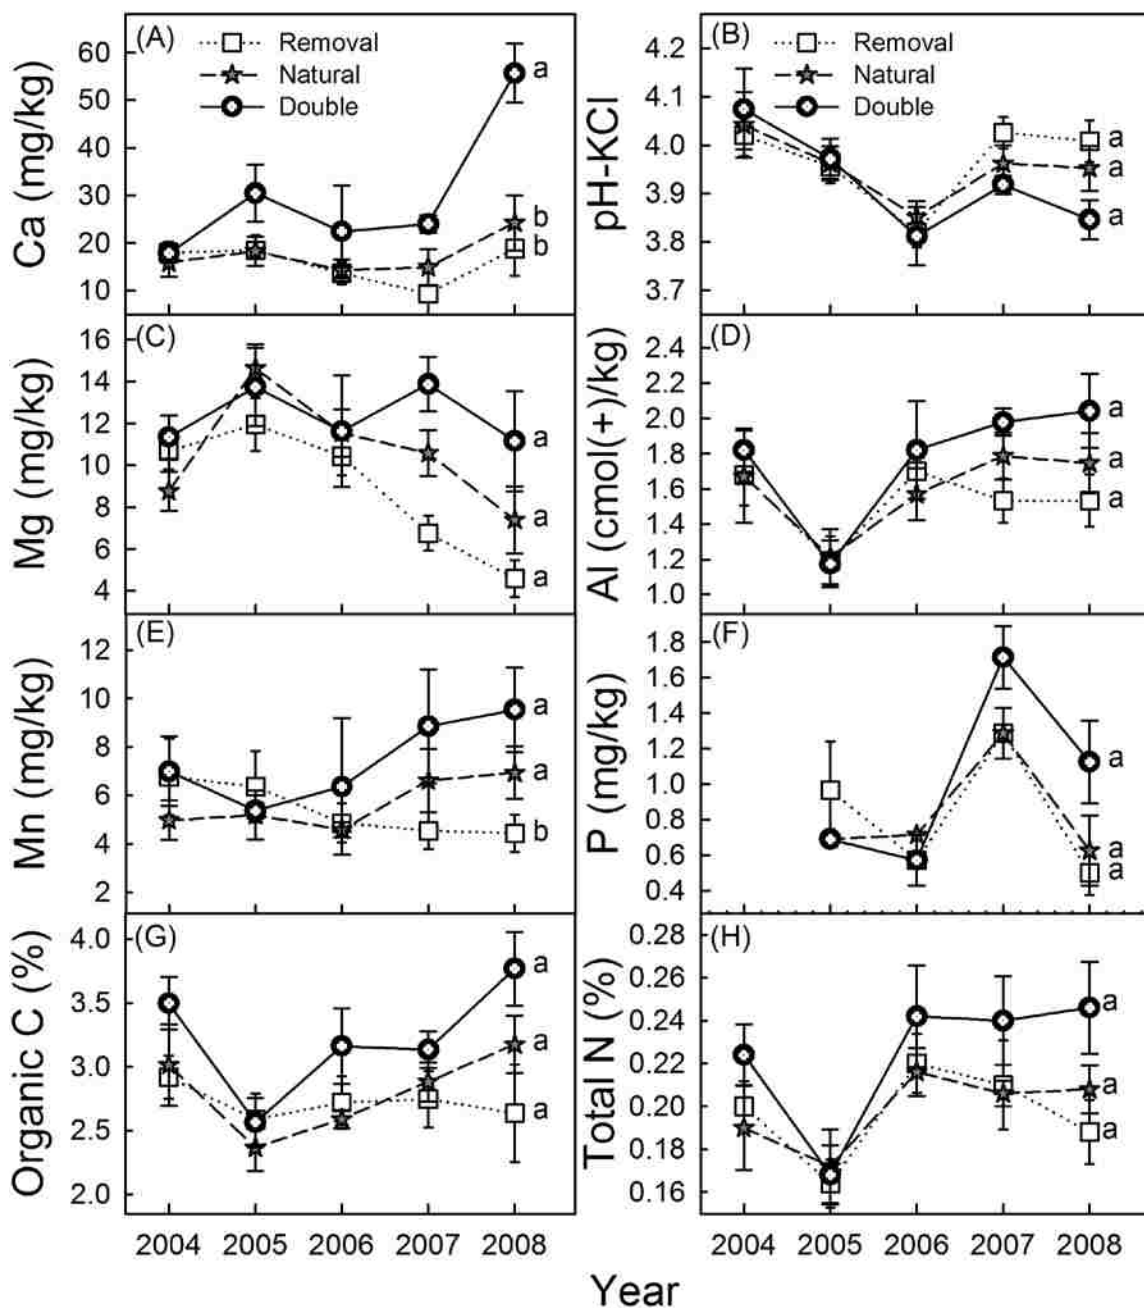 (A)
Removal
Natural
Double
60
50
40
30
20
10
Ca (mg/kg)
a
b
b
(B)
Removal
Natural
Double
4.2
4.1
4.0
3.9
3.8
3.7
pH-KCl
a
a
a
(C)
16
14
12
10
8
6
4
Mg (mg/kg)
a
a
a
(D)
2.4
2.2
2.0
1.8
1.6
1.4
1.2
1.0
Al (cmol(+)/kg)
a
a
a
(E)
12
10
8
6
4
2
Mn (mg/kg)
a
a
b
(F)
1.8
1.6
1.4
1.2
1.0
0.8
0.6
0.4
P (mg/kg)
a
a
a
(G)
4.0
3.5
3.0
2.5
2.0
Organic C (%)
a
a
a
2004 2005 2006 2007 2008
(H)
0.28
0.26
0.24
0.22
0.20
0.18
0.16
Total N (%)
a
a
a
2004 2005 2006 2007 2008
Year